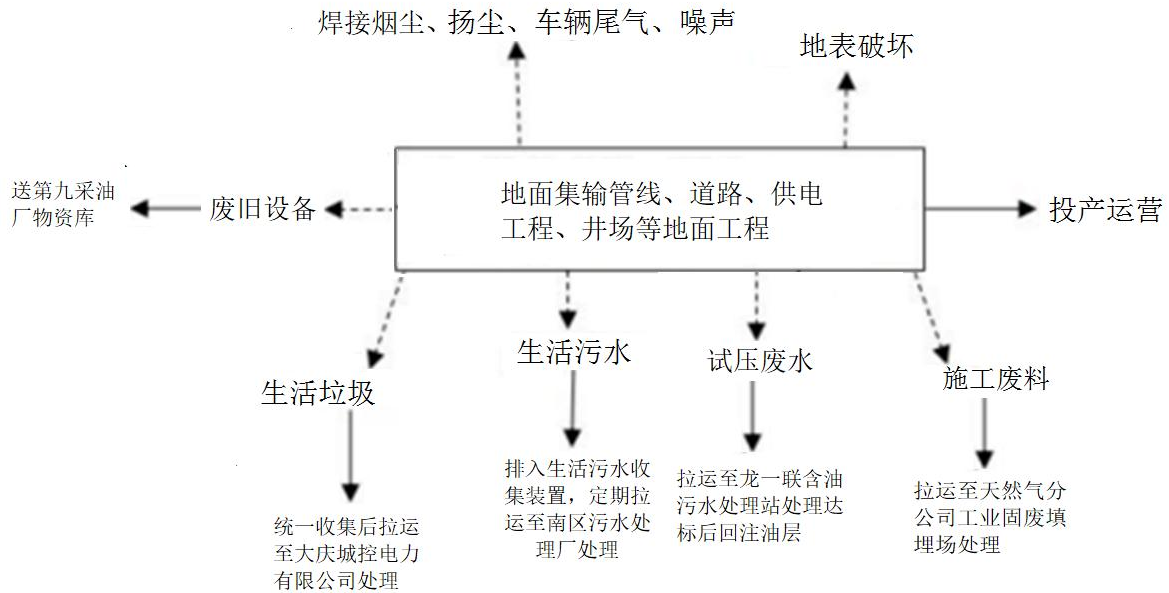 焊接烟尘、扬尘、车辆尾气、噪声
地表破坏
地面集输管线、道路、供电
工程、井场等地面工程
送第九采油
厂物资库
废旧设备
投产运营
生活垃圾
生活污水
试压废水
施工废料
统一收集后拉运
至大庆城控电力
有限公司处理
排入生活污水收
集装置，定期拉
运至南区污水处
理厂处理
拉运至龙一联含油
污水处理站处理达
标后回注油层
拉运至天然气分
公司工业固废填
埋场处理